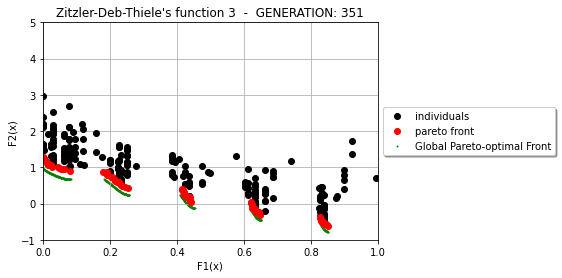 Zitzler-Deb-Thiele's function 3 - GENERATION: 351
5
4
3
2
1
0
−1
F2(x)
0.0 0.2 0.4 0.6 0.8 1.0
F1(x)
individuals
pareto front
Global Pareto-optimal Front